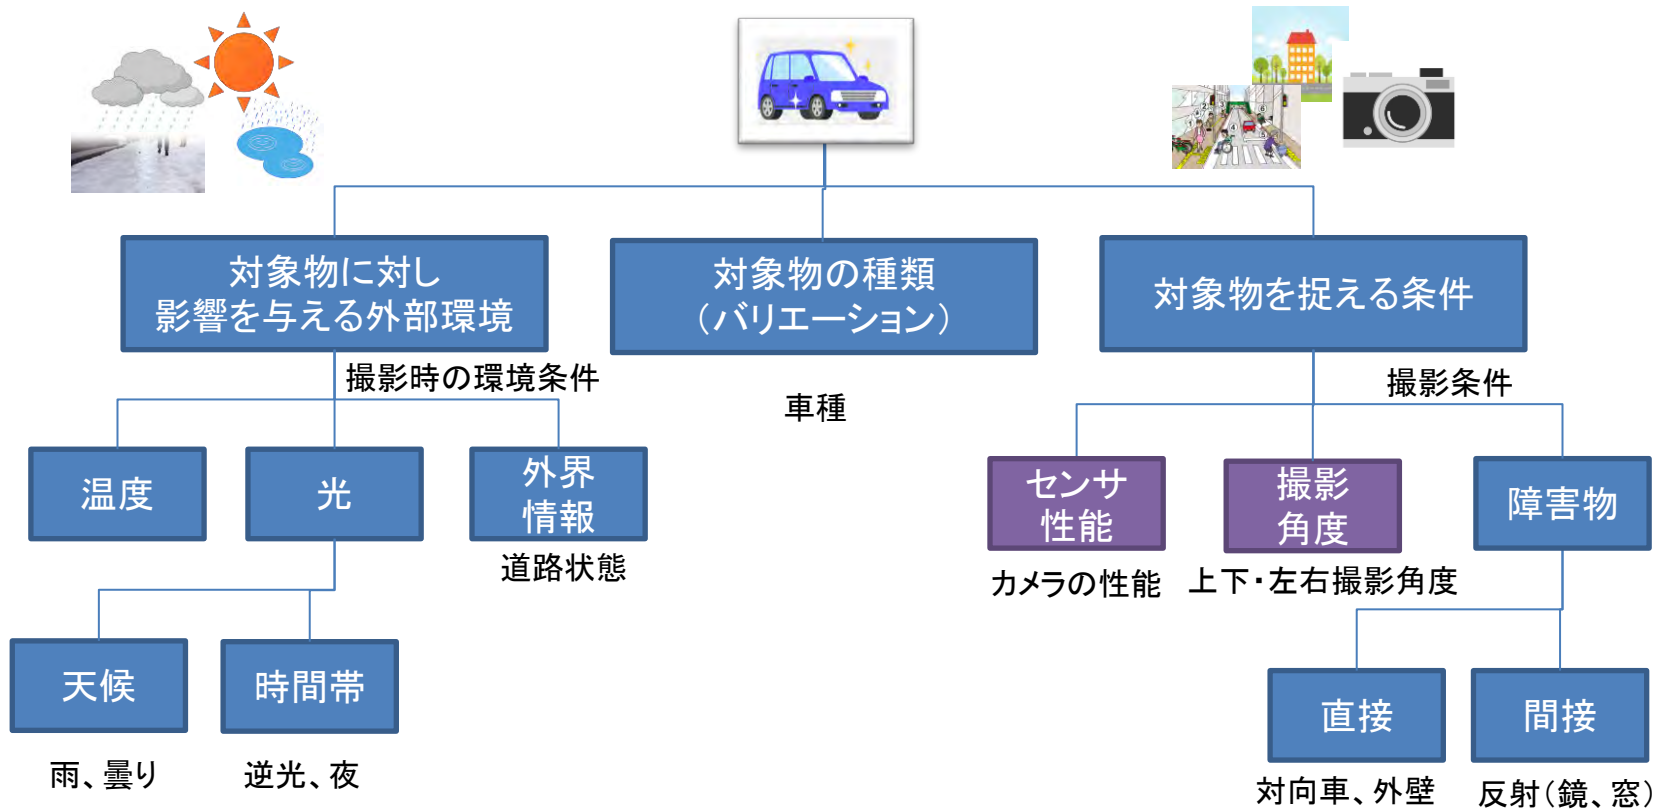 対象物に対し
影響を与える外部環境
対象物の種類
（バリエーション）
対象物を捉える条件
撮影時の環境条件
車種
撮影条件
温度
光
外界
情報
センサ
性能
撮影
角度
障害物
道路状態
カメラの性能
上下・左右撮影角度
天候
時間帯
直接
間接
雨、曇り
逆光、夜
対向車、外壁
反射（鏡、窓）